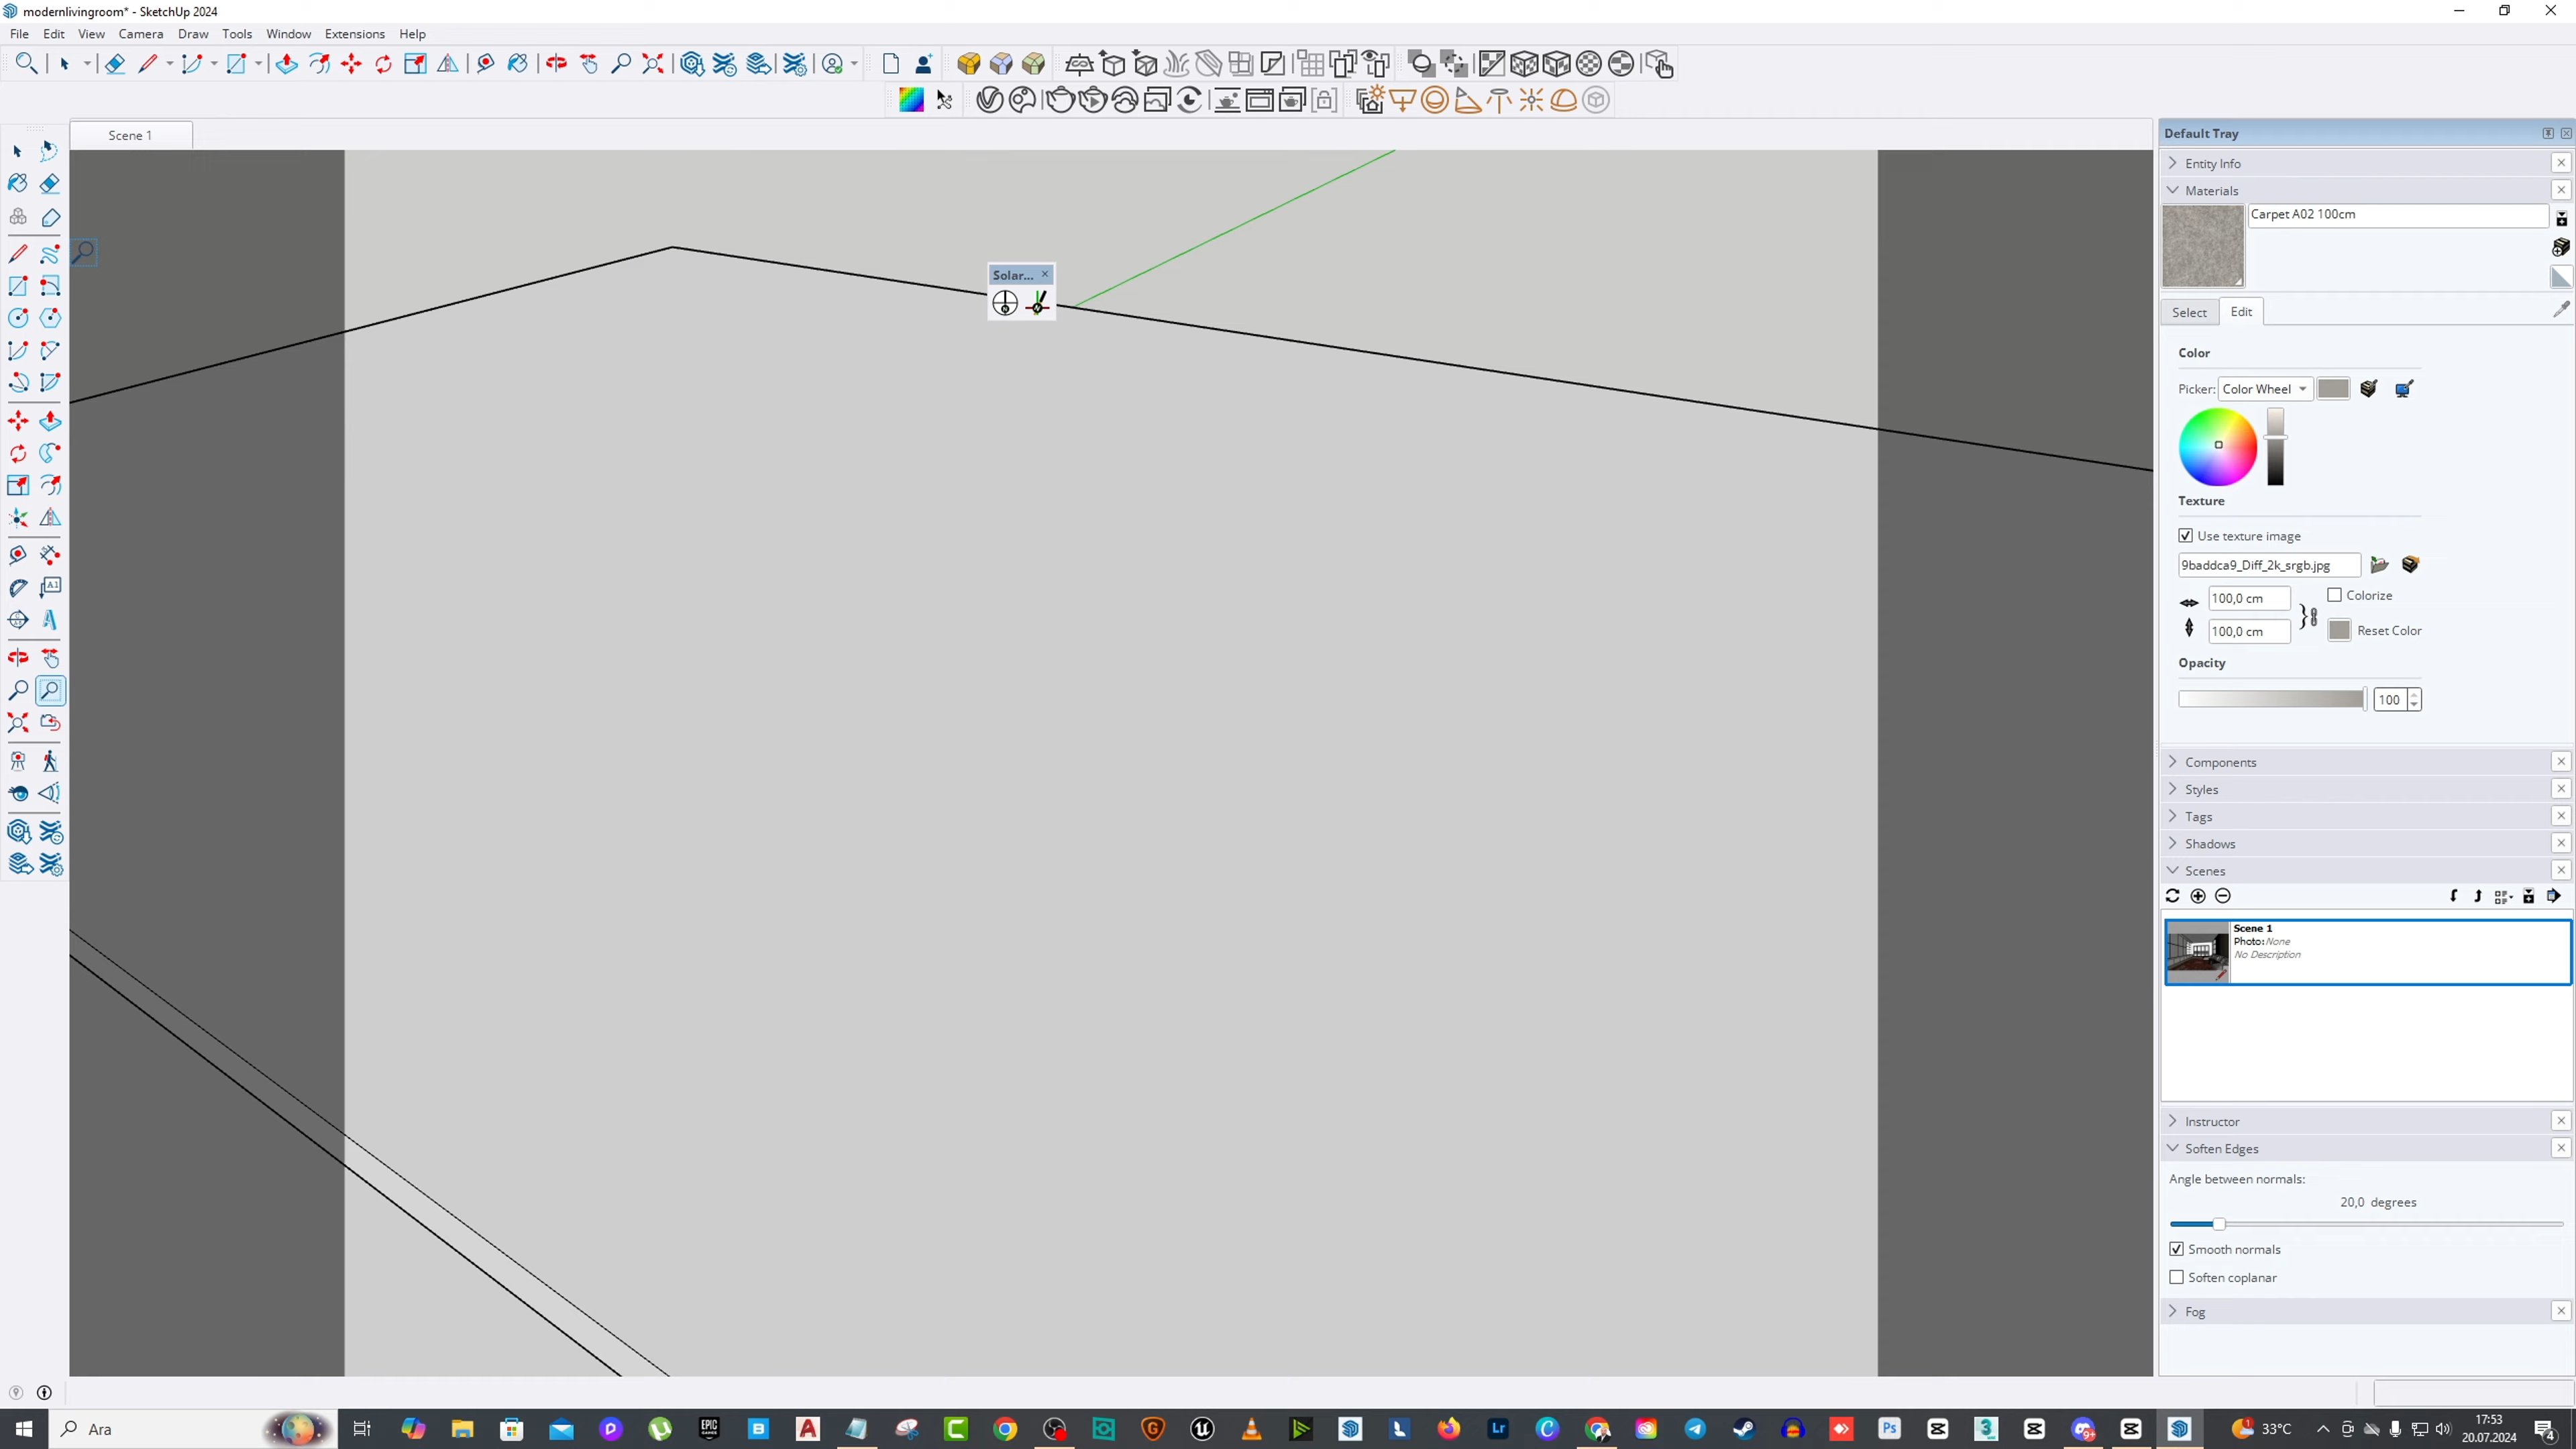 modernlivingroom* - SketchUp 2024
File Edit View Camera Draw Tools Window Extensions Help
Scene 1
Default Tray
Entity Info
Materials
Carpet A02 100cm
Solar...
Select Edit
Color
Picker: Color Wheel
Texture
Use texture image
9baddca9_Diff_2k_srgb.jpg
100,0 cm
Colorize
100,0 cm
Reset Color
Opacity
100
Components
Styles
Tags
Shadows
Scenes
Scene 1
Photo: None
No Description
Instructor
Soften Edges
Angle between normals:
20,0 degrees
Smooth normals
Soften coplanar
Fog
Ara
33°C
17:53
20.07.2024